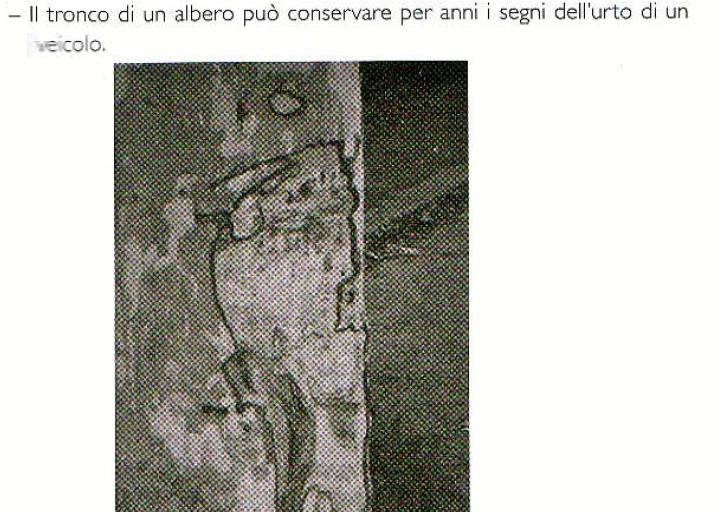 – Il tronco di un albero può conservare per anni i segni dell'urto di un
veicolo.